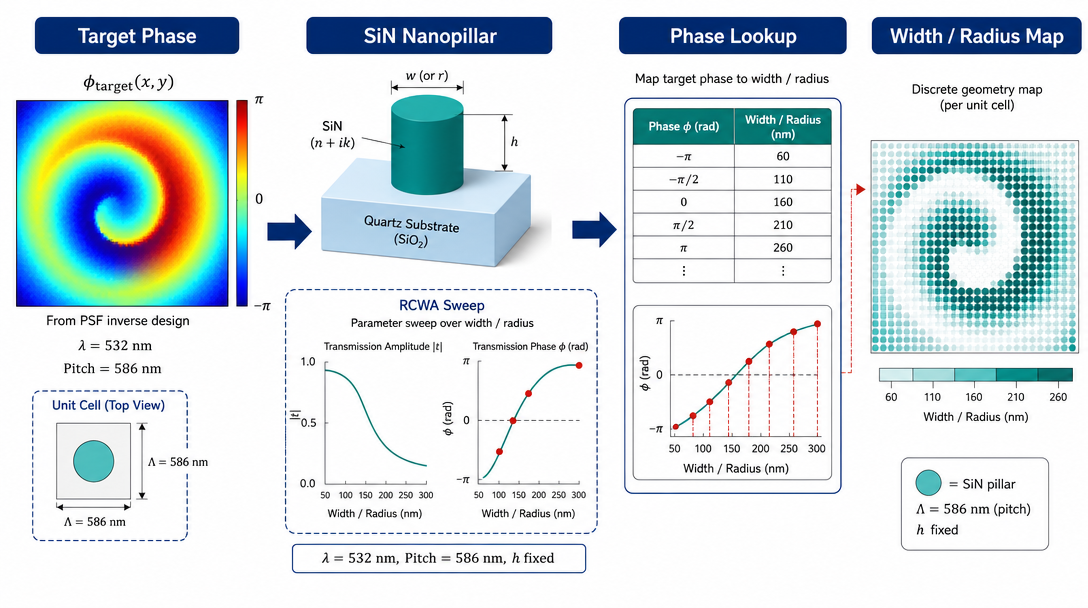 Target Phase
ϕtarget(x, y)
π
0
−π
From PSF inverse design
λ = 532 nm
Pitch = 586 nm
Unit Cell (Top View)
Λ = 586 nm
Λ = 586 nm
SiN Nanopillar
w (or r)
SiN
(n + ik)
h
Quartz Substrate
(SiO₂)
RCWA Sweep
Parameter sweep over width / radius
Transmission Amplitude |t|
1.0
0.5
0.0
|t|
50 100 150 200 250 300
Width / Radius (nm)
Transmission Phase ϕ (rad)
π
0
−π
ϕ (rad)
50 100 150 200 250 300
Width / Radius (nm)
λ = 532 nm, Pitch = 586 nm, h fixed
Phase Lookup
Map target phase to width / radius
Phase ϕ (rad) Width / Radius
(nm)
−π 60
−π/2 110
0 160
π/2 210
π 260
⋮ ⋮
π
0
−π
ϕ (rad)
50 100 150 180 200 250 300
Width / Radius (nm)
Width / Radius Map
Discrete geometry map
(per unit cell)
60 110 160 210 260
Width / Radius (nm)
= SiN pillar
Λ = 586 nm (pitch)
h fixed